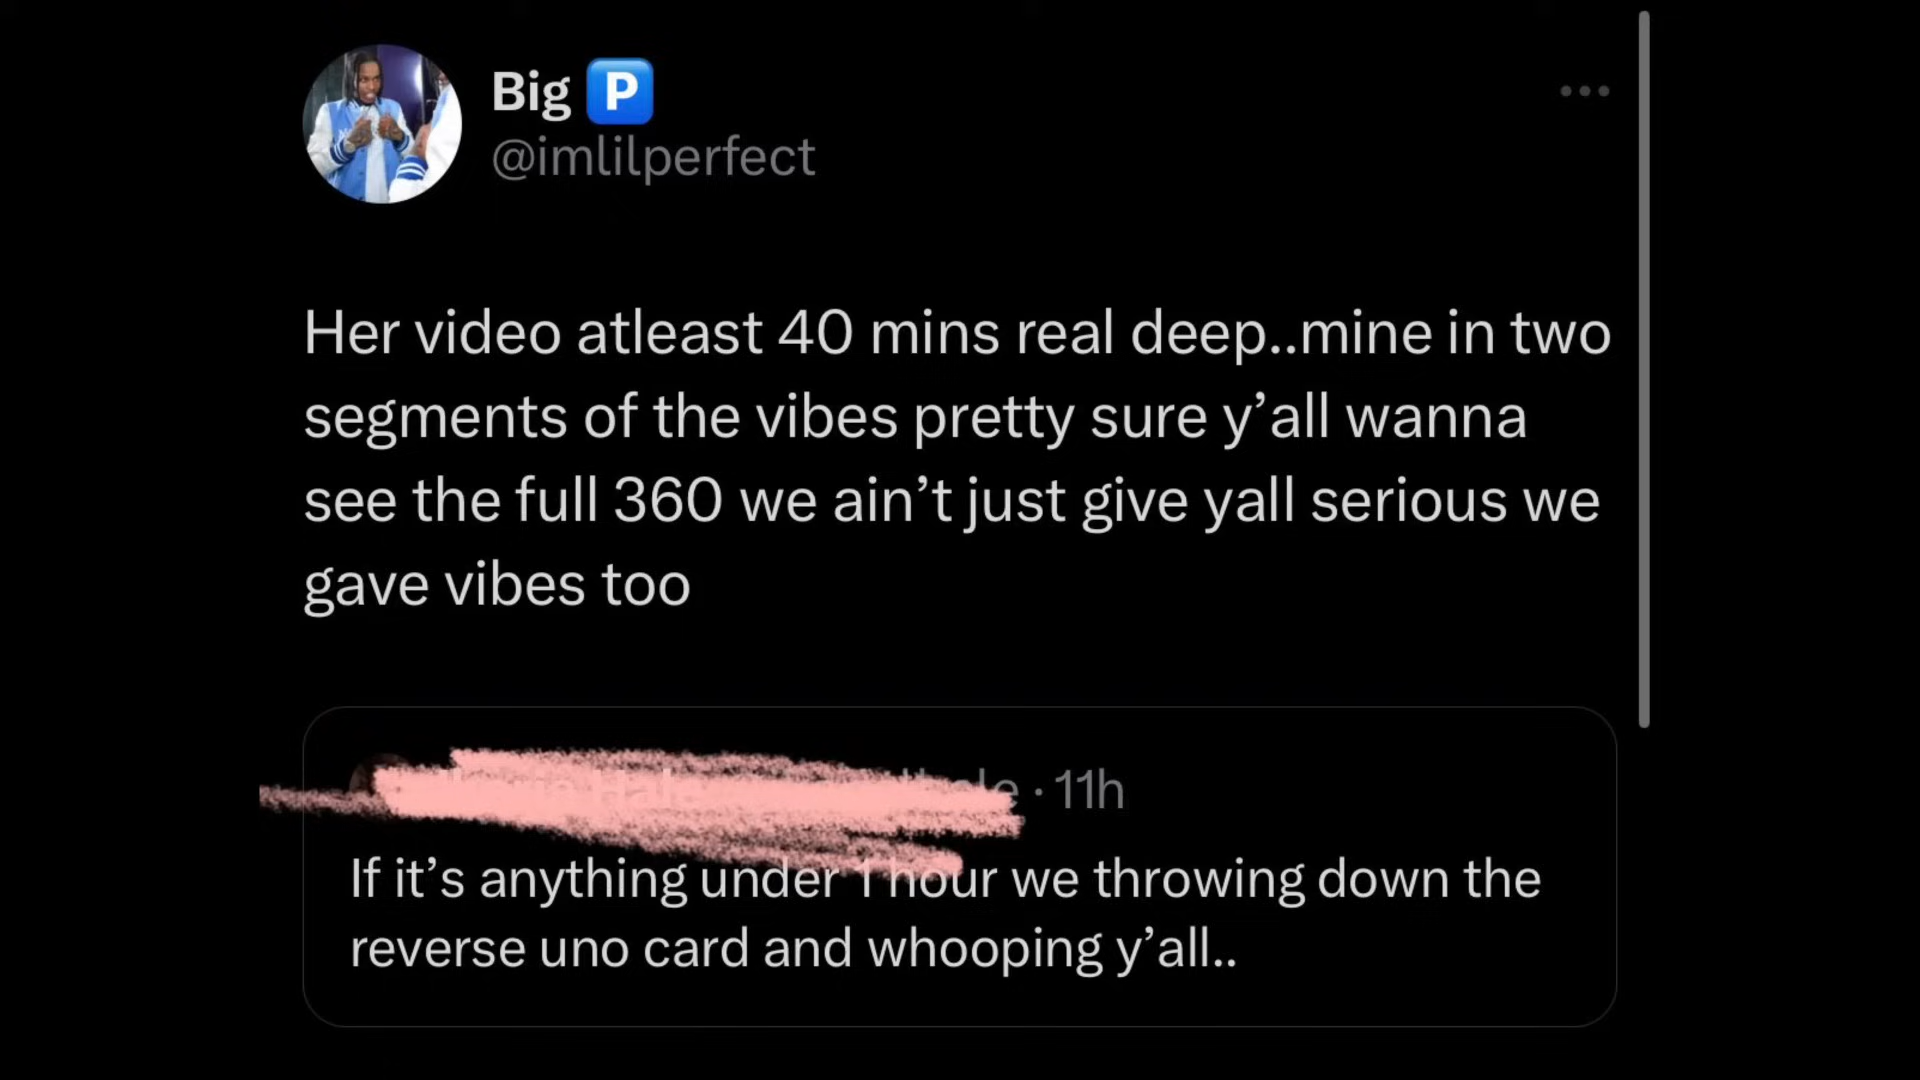 Big 🅿️
@imlilperfect
Her video atleast 40 mins real deep..mine in two
segments of the vibes pretty sure y’all wanna
see the full 360 we ain’t just give yall serious we
gave vibes too
· 11h
If it’s anything under 1 hour we throwing down the
reverse uno card and whooping y’all..